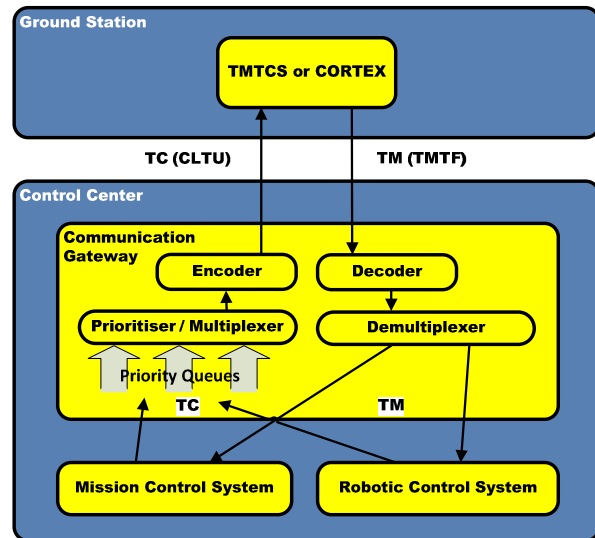 Ground Station
TMTCS or CORTEX
TC (CLTU)
TM (TMTF)
Control Center
Communication
Gateway
Encoder
Decoder
Prioritiser / Multiplexer
Demultiplexer
Priority Queues
TC
TM
Mission Control System
Robotic Control System